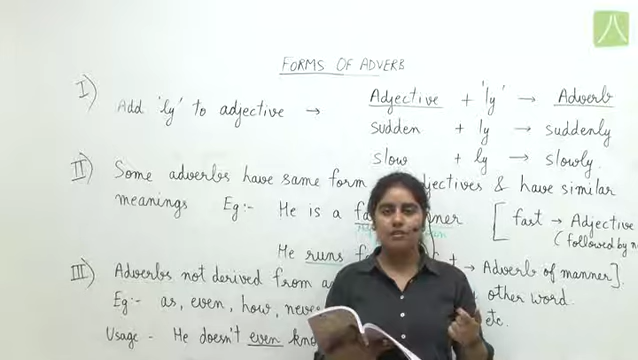 FORMS OF ADVERB
I) Add 'ly' to adjective → Adjective + 'ly' → Adverb
sudden + ly → suddenly
slow + ly → slowly.
II) Some adverbs have same form adjectives & have similar
meanings Eg:- He is a [fast → Adjective
(followed by
He runs → Adverb of manner].
III) Adverbs not derived from other word.
Eg:- as, even, how, etc.
Usage - He doesn't even